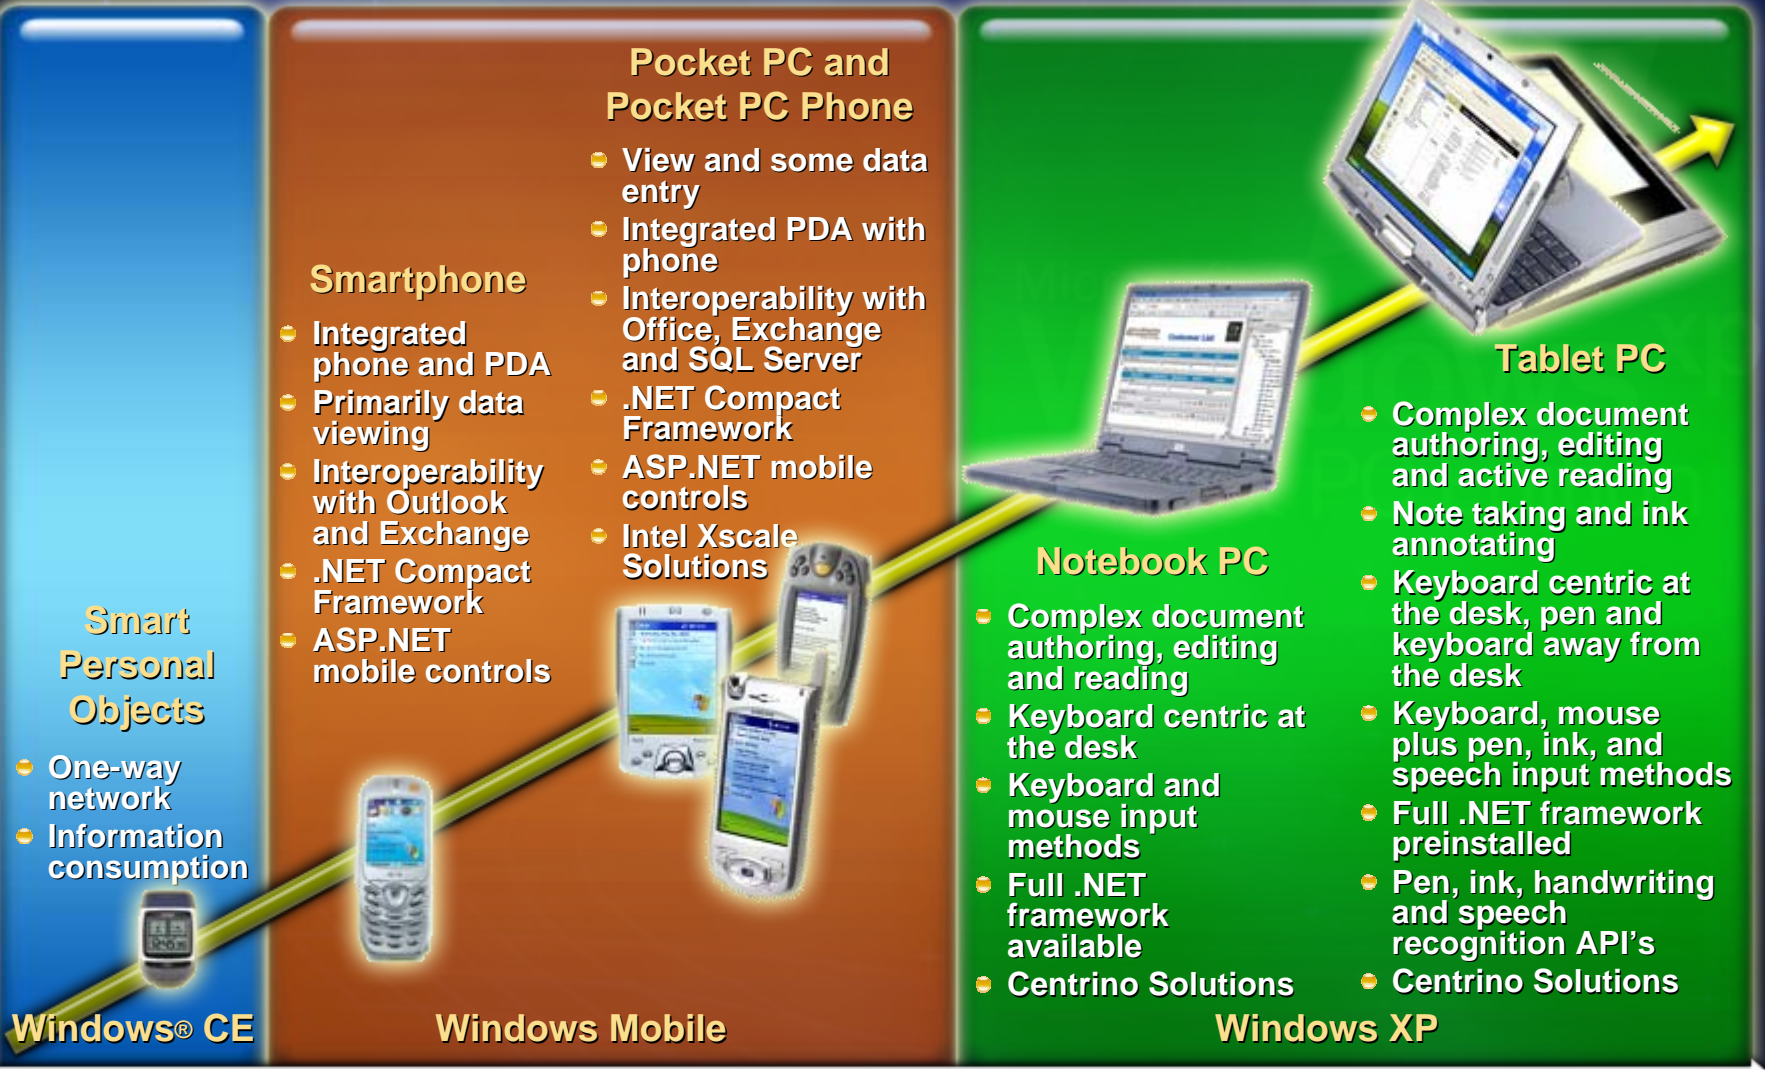 Smart
Personal
Objects
One-way
network
Information
consumption
Windows® CE
Smartphone
Integrated
phone and PDA
Primarily data
viewing
Interoperability
with Outlook
and Exchange
.NET Compact
Framework
ASP.NET
mobile controls
Pocket PC and
Pocket PC Phone
View and some data
entry
Integrated PDA with
phone
Interoperability with
Office, Exchange
and SQL Server
.NET Compact
Framework
ASP.NET mobile
controls
Intel Xscale
Solutions
Windows Mobile
Customer List
Notebook PC
Complex document
authoring, editing
and reading
Keyboard centric at
the desk
Keyboard and
mouse input
methods
Full .NET
framework
available
Centrino Solutions
Tablet PC
Complex document
authoring, editing
and active reading
Note taking and ink
annotating
Keyboard centric at
the desk, pen and
keyboard away from
the desk
Keyboard, mouse
plus pen, ink, and
speech input methods
Full .NET framework
preinstalled
Pen, ink, handwriting
and speech
recognition API's
Centrino Solutions
Windows XP